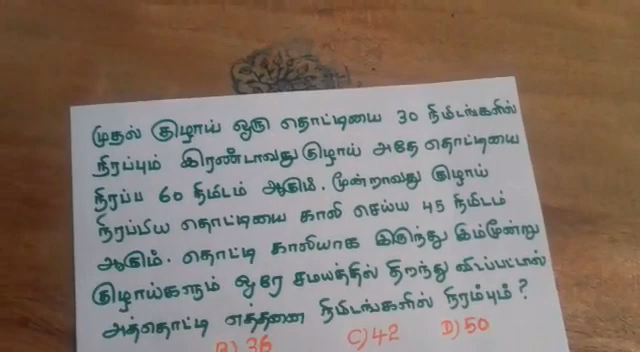 முதல் குழாய் ஒரு தொட்டியை 30 நிமிடங்களில்
நிரப்பும் இரண்டாவது குழாய் அதே தொட்டியை
நிரப்ப 60 நிமிடம் ஆகும். மூன்றாவது குழாய்
நிரப்பிய தொட்டியை காலி செய்ய 45 நிமிடம்
ஆகும். தொட்டி காலியாக இருந்து இம்மூன்று
குழாய்களும் ஒரே சமயத்தில் திறந்து விடப்பட்டால்
அத்தொட்டி எத்தனை நிமிடங்களில் நிரம்பும்?
B) 36 C) 42 D) 50